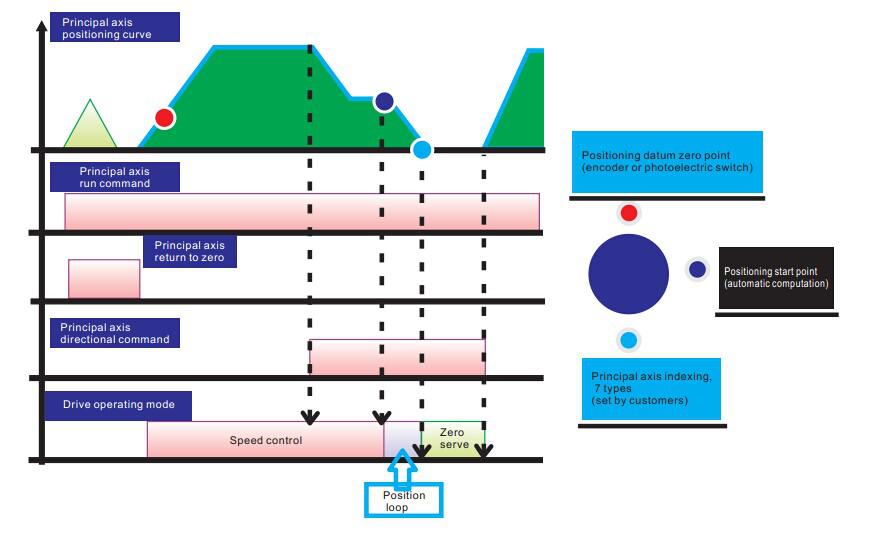 Principal axis
positioning curve
Principal axis
run command
Principal axis
return to zero
Principal axis
directional command
Drive operating mode
Speed control
Zero
serve
Position
loop
Positioning datum zero point
(encoder or photoelectric switch)
Positioning start point
(automatic computation)
Principal axis indexing,
7 types
(set by customers)